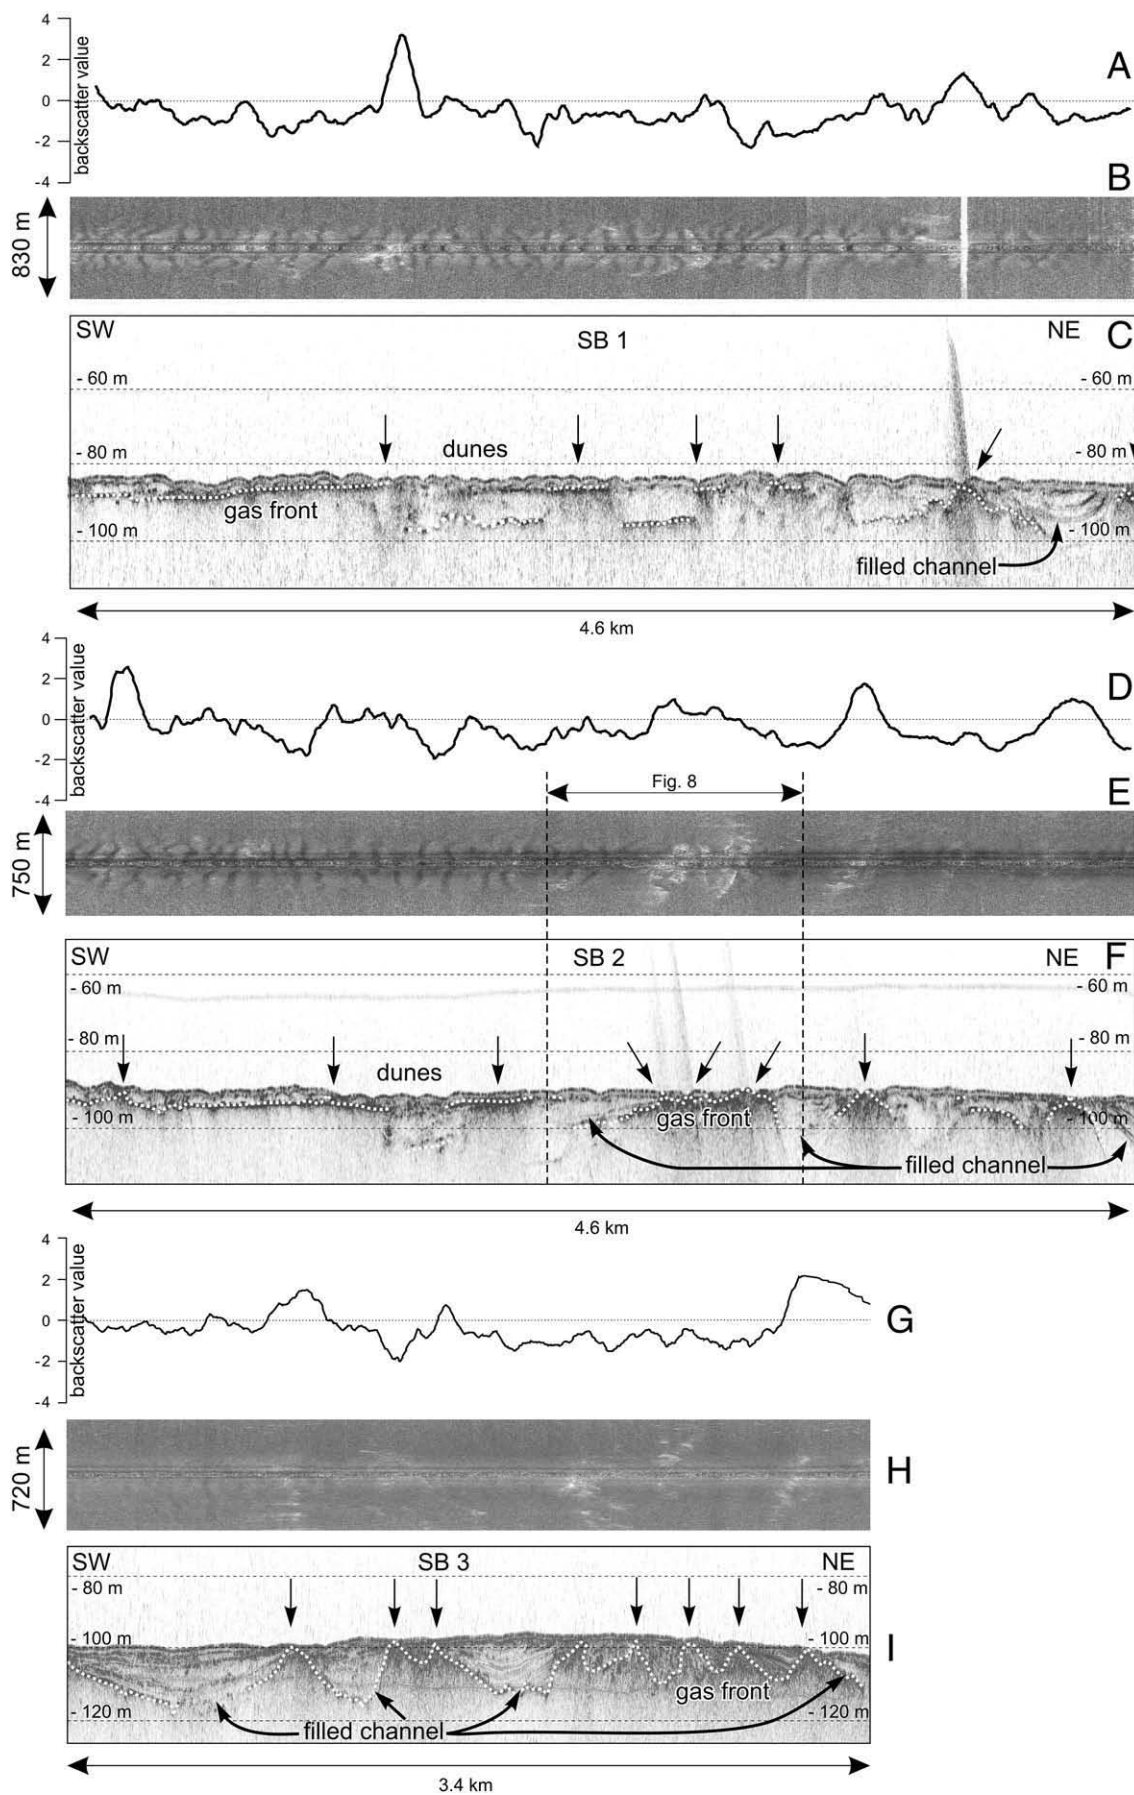 4
2
0
-2
-4
backscatter value
A
B
830 m
SW
SB 1
NE
C
- 60 m
- 60 m
dunes
- 80 m
- 80 m
gas front
- 100 m
- 100 m
filled channel
4.6 km
4
2
0
-2
-4
backscatter value
D
Fig. 8
E
750 m
SW
SB 2
NE
F
- 60 m
- 60 m
- 80 m
- 80 m
dunes
- 100 m
gas front
- 100 m
filled channel
4.6 km
4
2
0
-2
-4
backscatter value
G
720 m
H
SW
SB 3
NE
- 80 m
- 80 m
- 100 m
- 100 m
I
gas front
- 120 m
filled channel
- 120 m
3.4 km